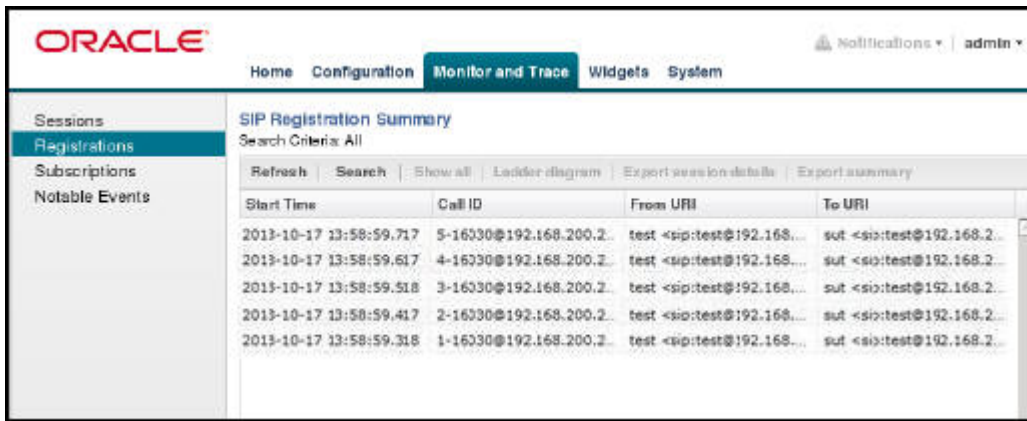 ORACLE
Notifications | admin
Home Configuration Monitor and Trace Widgets System
Sessions
Registrations
Subscriptions
Notable Events
SIP Registration Summary
Search Criteria: All
Refresh | Search | Show all | Ladder diagram | Export session details | Export summary
Start Time Call ID From URI To URI
2013-10-17 13:58:59.717 5-16030@192.168.200.2... test <sip:test@192.168.... sut <sip:test@192.168.2...
2013-10-17 13:58:59.617 4-16030@192.168.200.2... test <sip:test@192.168.... sut <sip:test@192.168.2...
2013-10-17 13:58:59.518 3-16030@192.168.200.2... test <sip:test@192.168.... sut <sip:test@192.168.2...
2013-10-17 13:58:59.417 2-16030@192.168.200.2... test <sip:test@192.168.... sut <sip:test@192.168.2...
2013-10-17 13:58:59.318 1-16030@192.168.200.2... test <sip:test@192.168.... sut <sip:test@192.168.2...